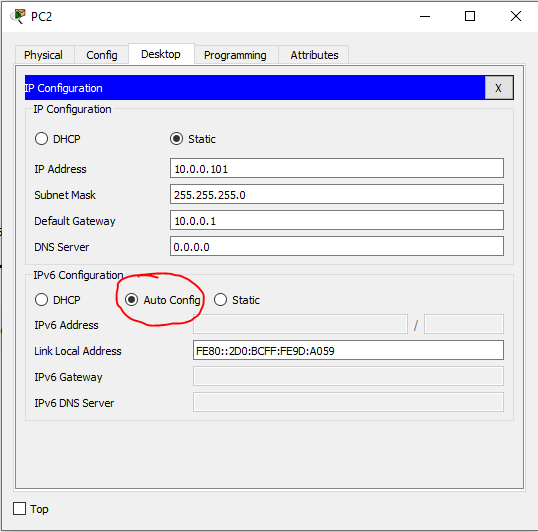 PC2
Physical Config Desktop Programming Attributes
IP Configuration X
IP Configuration
DHCP Static
IP Address 10.0.0.101
Subnet Mask 255.255.255.0
Default Gateway 10.0.0.1
DNS Server 0.0.0.0
IPv6 Configuration
DHCP Auto Config Static
IPv6 Address /
Link Local Address FE80::2D0:BCFF:FE9D:A059
IPv6 Gateway
IPv6 DNS Server
Top